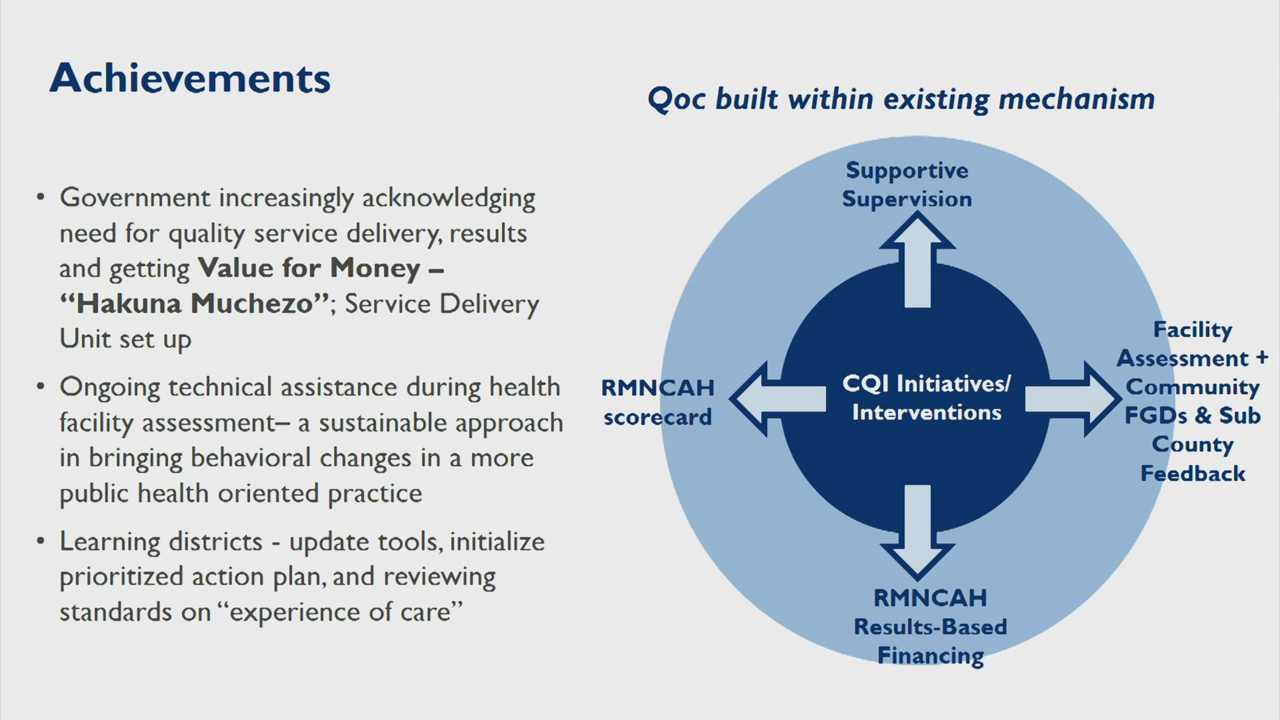 Achievements
• Government increasingly acknowledging
need for quality service delivery, results
and getting Value for Money –
“Hakuna Muchezo”; Service Delivery
Unit set up
• Ongoing technical assistance during health
facility assessment– a sustainable approach
in bringing behavioral changes in a more
public health oriented practice
• Learning districts - update tools, initialize
prioritized action plan, and reviewing
standards on “experience of care”
Qoc built within existing mechanism
Supportive
Supervision
RMNCAH
scorecard
CQI Initiatives/
Interventions
Facility
Assessment +
Community
FGDs & Sub
County
Feedback
RMNCAH
Results-Based
Financing